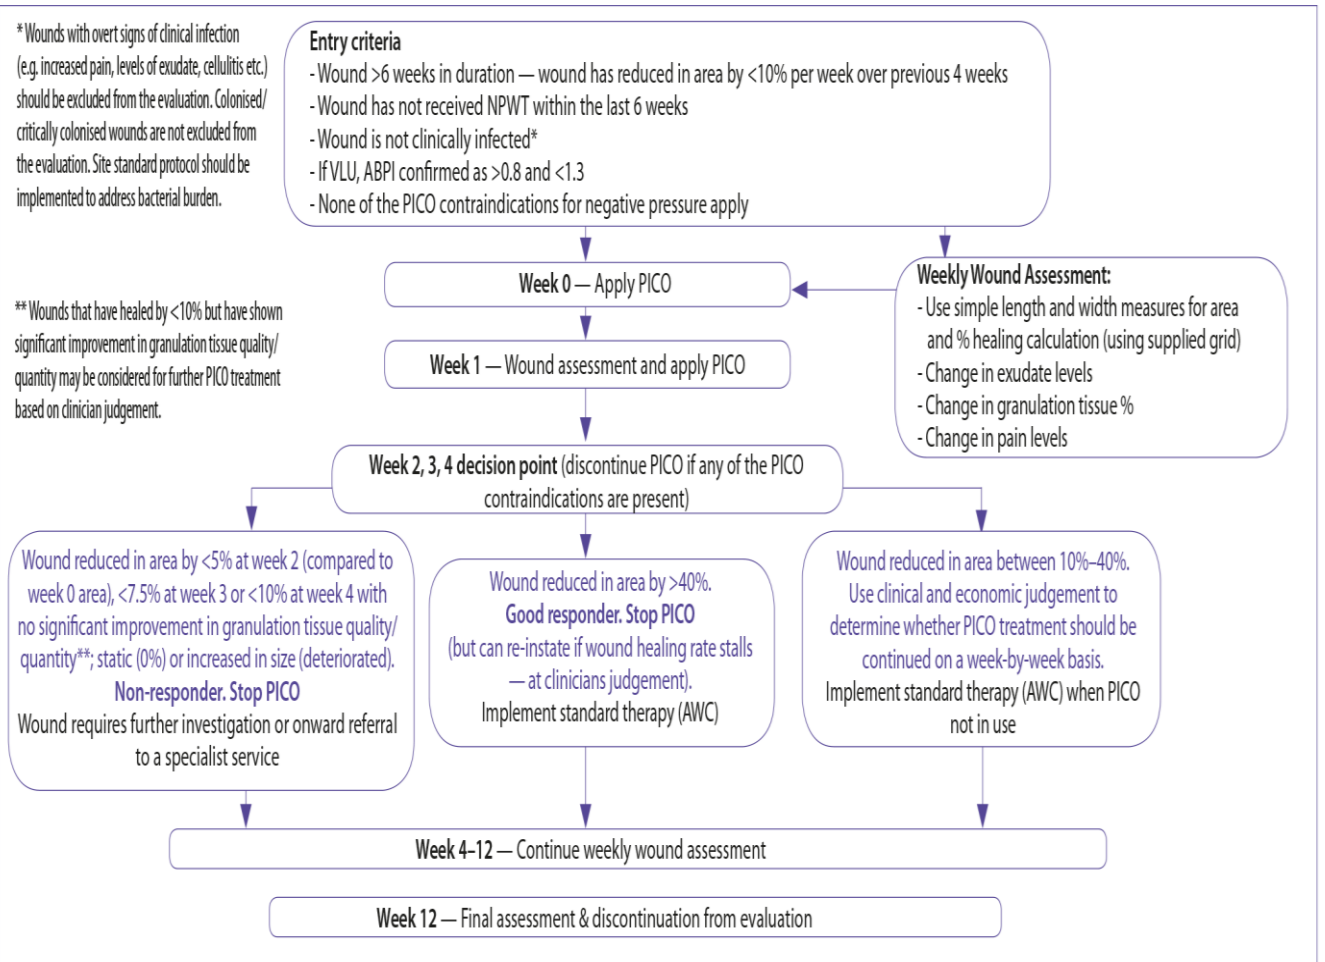 * Wounds with overt signs of clinical infection
(e.g. increased pain, levels of exudate, cellulitis etc.)
should be excluded from the evaluation. Colonised/
critically colonised wounds are not excluded from
the evaluation. Site standard protocol should be
implemented to address bacterial burden.
Entry criteria
- Wound >6 weeks in duration — wound has reduced in area by <10% per week over previous 4 weeks
- Wound has not received NPWT within the last 6 weeks
- Wound is not clinically infected*
- If VLU, ABPI confirmed as >0.8 and <1.3
- None of the PICO contraindications for negative pressure apply
Week 0 — Apply PICO
Weekly Wound Assessment:
- Use simple length and width measures for area
and % healing calculation (using supplied grid)
- Change in exudate levels
- Change in granulation tissue %
- Change in pain levels
** Wounds that have healed by <10% but have shown
significant improvement in granulation tissue quality/
quantity may be considered for further PICO treatment
based on clinician judgement.
Week 1 — Wound assessment and apply PICO
Week 2, 3, 4 decision point (discontinue PICO if any of the PICO
contraindications are present)
Wound reduced in area by <5% at week 2 (compared to
week 0 area), <7.5% at week 3 or <10% at week 4 with
no significant improvement in granulation tissue quality/
quantity**; static (0%) or increased in size (deteriorated).
Non-responder. Stop PICO
Wound requires further investigation or onward referral
to a specialist service
Wound reduced in area by >40%.
Good responder. Stop PICO
(but can re-instate if wound healing rate stalls
— at clinicians judgement).
Implement standard therapy (AWC)
Wound reduced in area between 10%–40%.
Use clinical and economic judgement to
determine whether PICO treatment should be
continued on a week-by-week basis.
Implement standard therapy (AWC) when PICO
not in use
Week 4–12 — Continue weekly wound assessment
Week 12 — Final assessment & discontinuation from evaluation